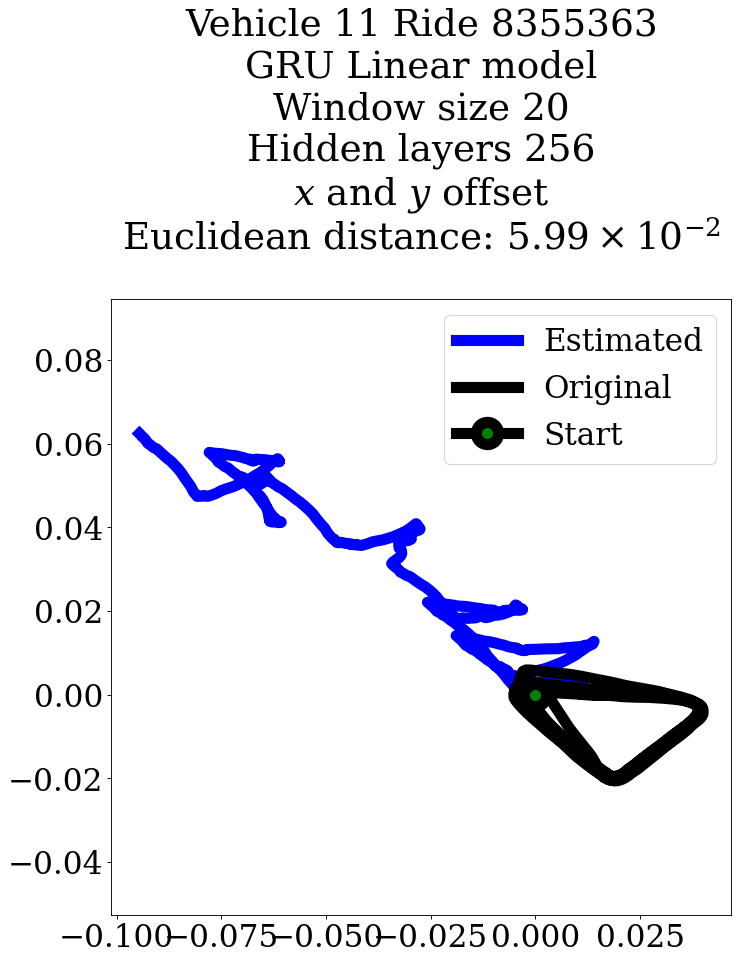 Vehicle 11 Ride 8355363
GRU Linear model
Window size 20
Hidden layers 256
x and y offset
Euclidean distance: 5.99 × 10⁻²
Estimated
Original
Start
0.08
0.06
0.04
0.02
0.00
−0.02
−0.04
−0.100 −0.075 −0.050 −0.025 0.000 0.025